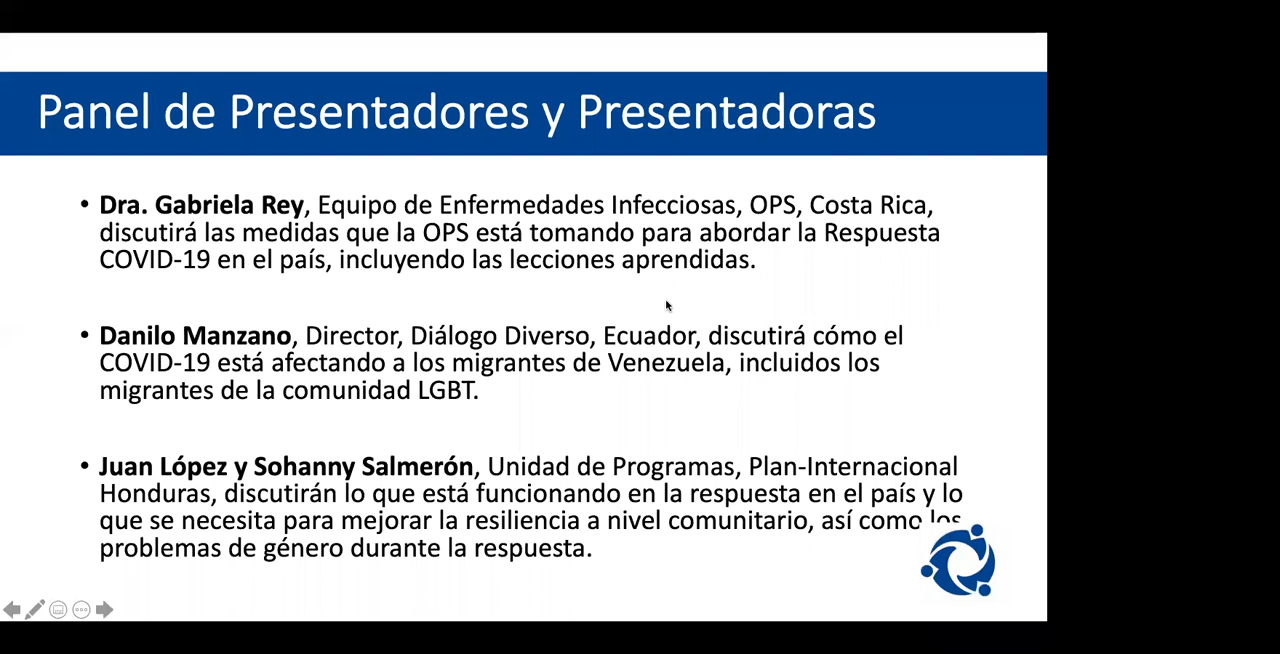 Panel de Presentadores y Presentadoras
• Dra. Gabriela Rey, Equipo de Enfermedades Infecciosas, OPS, Costa Rica,
discutirá las medidas que la OPS está tomando para abordar la Respuesta
COVID-19 en el país, incluyendo las lecciones aprendidas.
• Danilo Manzano, Director, Diálogo Diverso, Ecuador, discutirá cómo el
COVID-19 está afectando a los migrantes de Venezuela, incluidos los
migrantes de la comunidad LGBT.
• Juan López y Sohanny Salmerón, Unidad de Programas, Plan-Internacional
Honduras, discutirán lo que está funcionando en la respuesta en el país y lo
que se necesita para mejorar la resiliencia a nivel comunitario, así como los
problemas de género durante la respuesta.